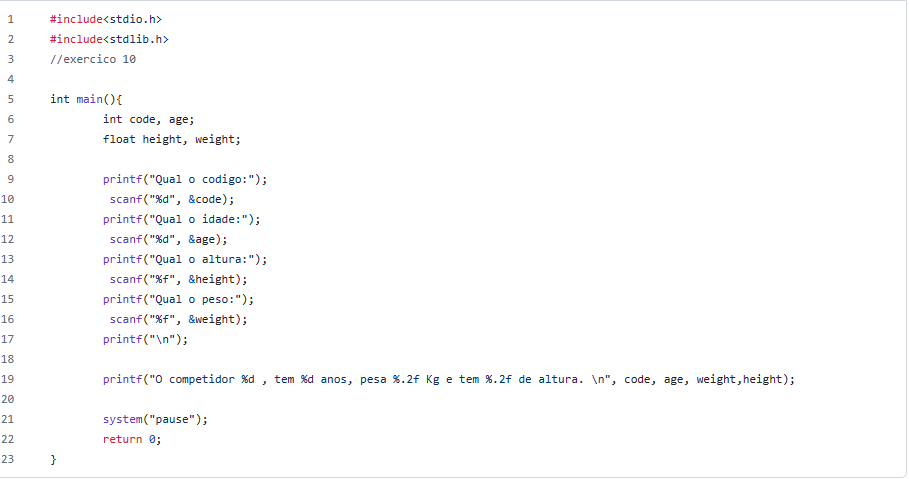 1 #include<stdio.h>
2 #include<stdlib.h>
3 //exercico 10
4
5 int main(){
6 int code, age;
7 float height, weight;
8
9 printf("Qual o codigo:");
10 scanf("%d", &code);
11 printf("Qual o idade:");
12 scanf("%d", &age);
13 printf("Qual o altura:");
14 scanf("%f", &height);
15 printf("Qual o peso:");
16 scanf("%f", &weight);
17 printf("\n");
18
19 printf("O competidor %d , tem %d anos, pesa %.2f Kg e tem %.2f de altura. \n", code, age, weight,height);
20
21 system("pause");
22 return 0;
23 }